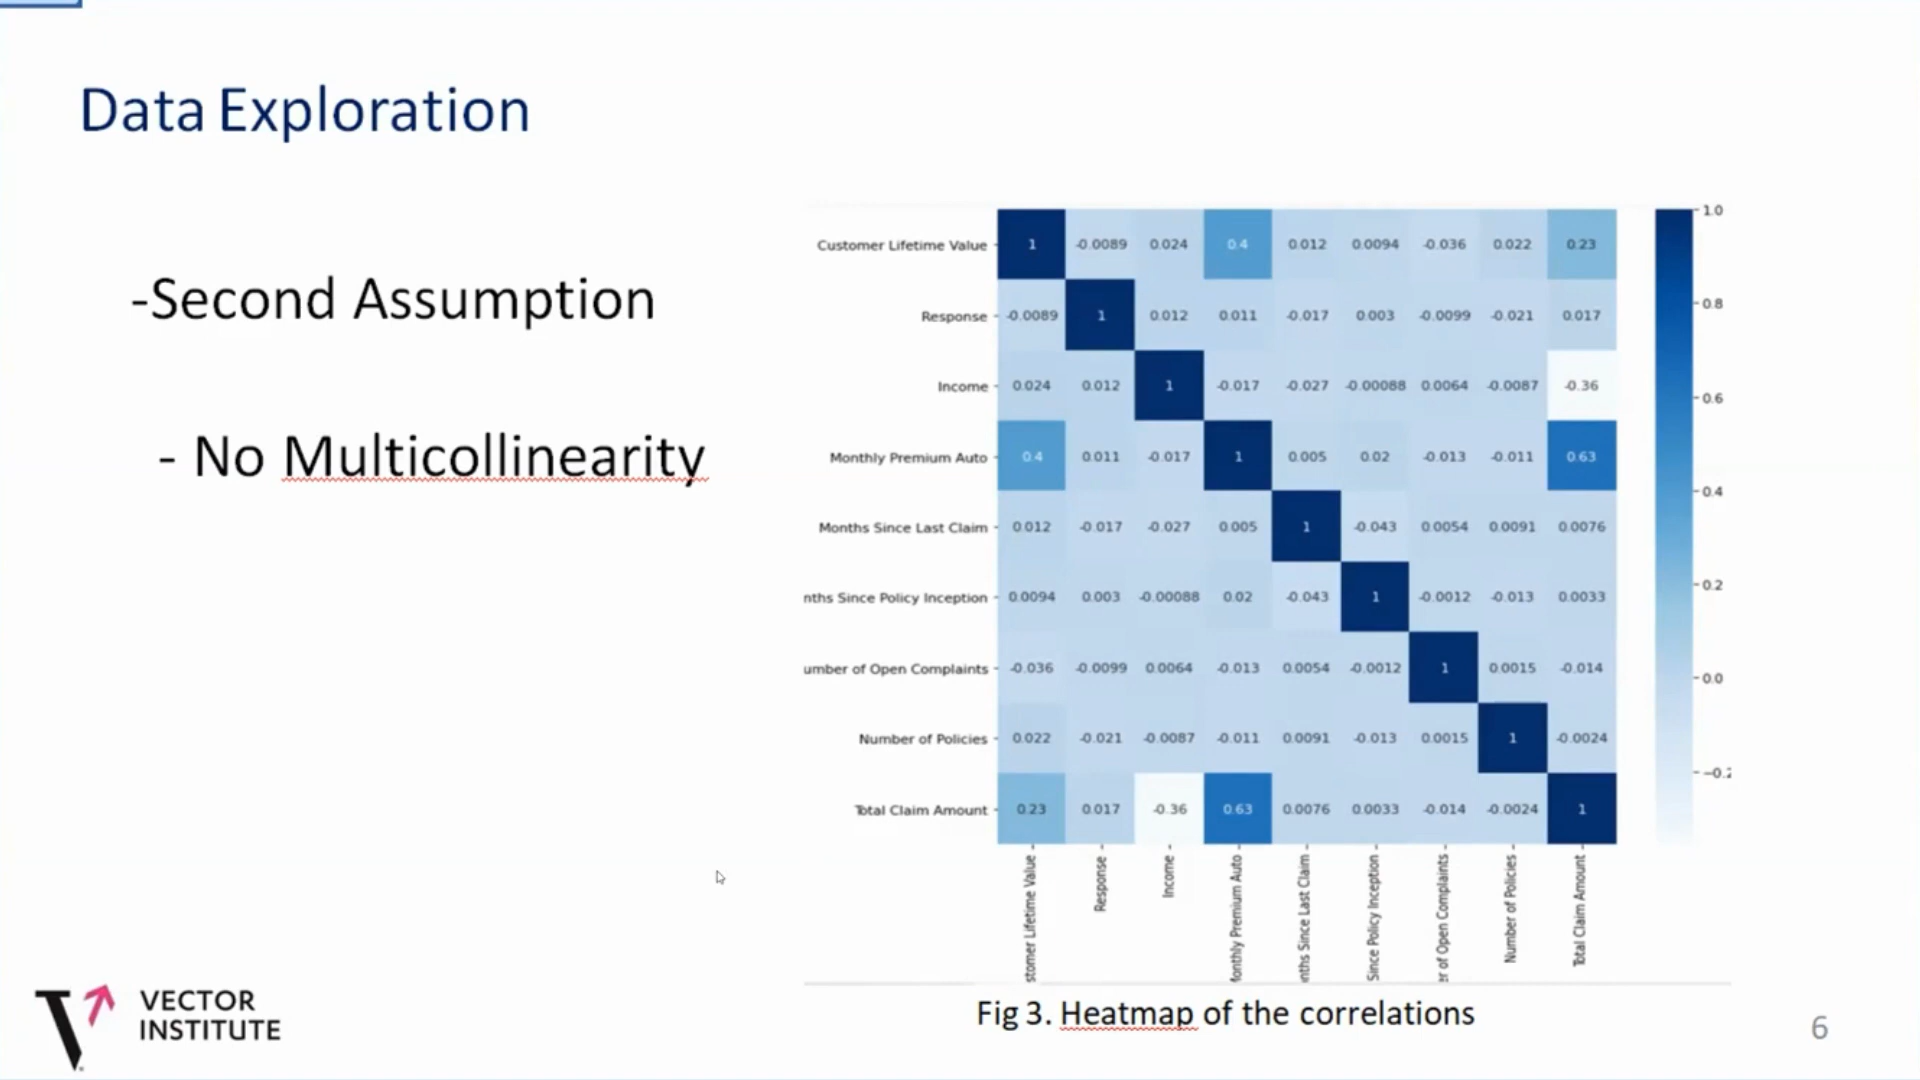 Data Exploration
-Second Assumption
- No Multicollinearity
Customer Lifetime Value 1 -0.0089 0.024 0.4 0.012 0.0094 -0.036 0.022 0.23
Response -0.0089 1 0.012 0.011 -0.017 0.003 -0.0099 -0.021 0.017
Income 0.024 0.012 1 -0.017 -0.027 -0.00088 0.0064 -0.0087 -0.36
Monthly Premium Auto 0.4 0.011 -0.017 1 0.005 0.02 -0.013 -0.011 0.63
Months Since Last Claim 0.012 -0.017 -0.027 0.005 1 -0.043 0.0054 0.0091 0.0076
nths Since Policy Inception 0.0094 0.003 -0.00088 0.02 -0.043 1 -0.0012 -0.013 0.0033
umber of Open Complaints -0.036 -0.0099 0.0064 -0.013 0.0054 -0.0012 1 0.0015 -0.014
Number of Policies 0.022 -0.021 -0.0087 -0.011 0.0091 -0.013 0.0015 1 -0.0024
Total Claim Amount 0.23 0.017 -0.36 0.63 0.0076 0.0033 -0.014 -0.0024 1
stomer Lifetime Value
Response
Income
Monthly Premium Auto
nths Since Last Claim
Since Policy Inception
er of Open Complaints
Number of Policies
Total Claim Amount
1.0
0.8
0.6
0.4
0.2
0.0
-0.2
Fig 3. Heatmap of the correlations
VECTOR
INSTITUTE
6